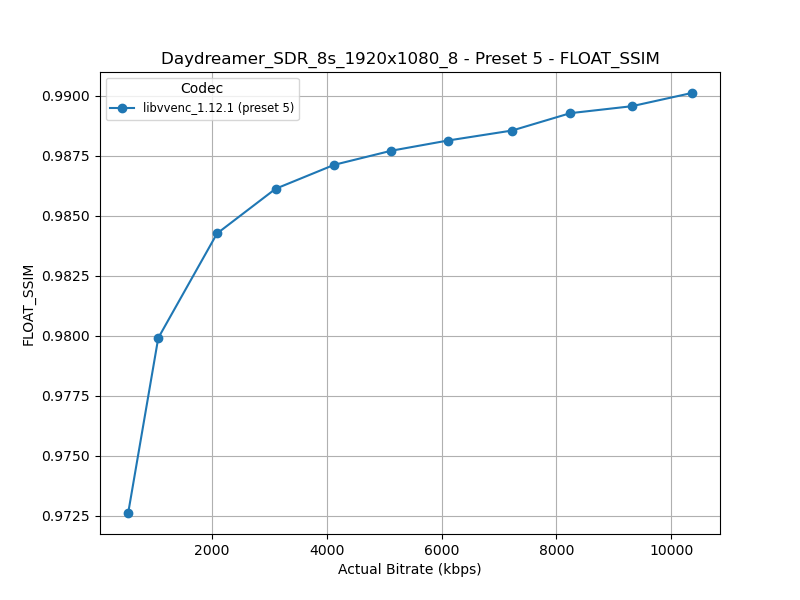 Daydreamer_SDR_8s_1920x1080_8 - Preset 5 - FLOAT_SSIM
Codec
libvvenc_1.12.1 (preset 5)
0.9900
0.9875
0.9850
0.9825
0.9800
0.9775
0.9750
0.9725
FLOAT_SSIM
2000 4000 6000 8000 10000
Actual Bitrate (kbps)